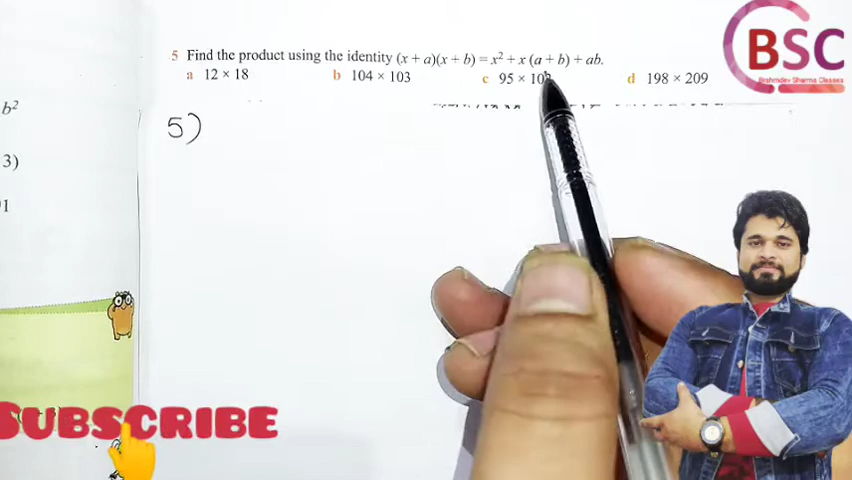 5 Find the product using the identity (x + a)(x + b) = x² + x (a + b) + ab.
a 12 × 18 b 104 × 103 c 95 × 10 d 198 × 209
b²
5)
3)
1
BSC
Brahmdev Sharma Classes
SUBSCRIBE